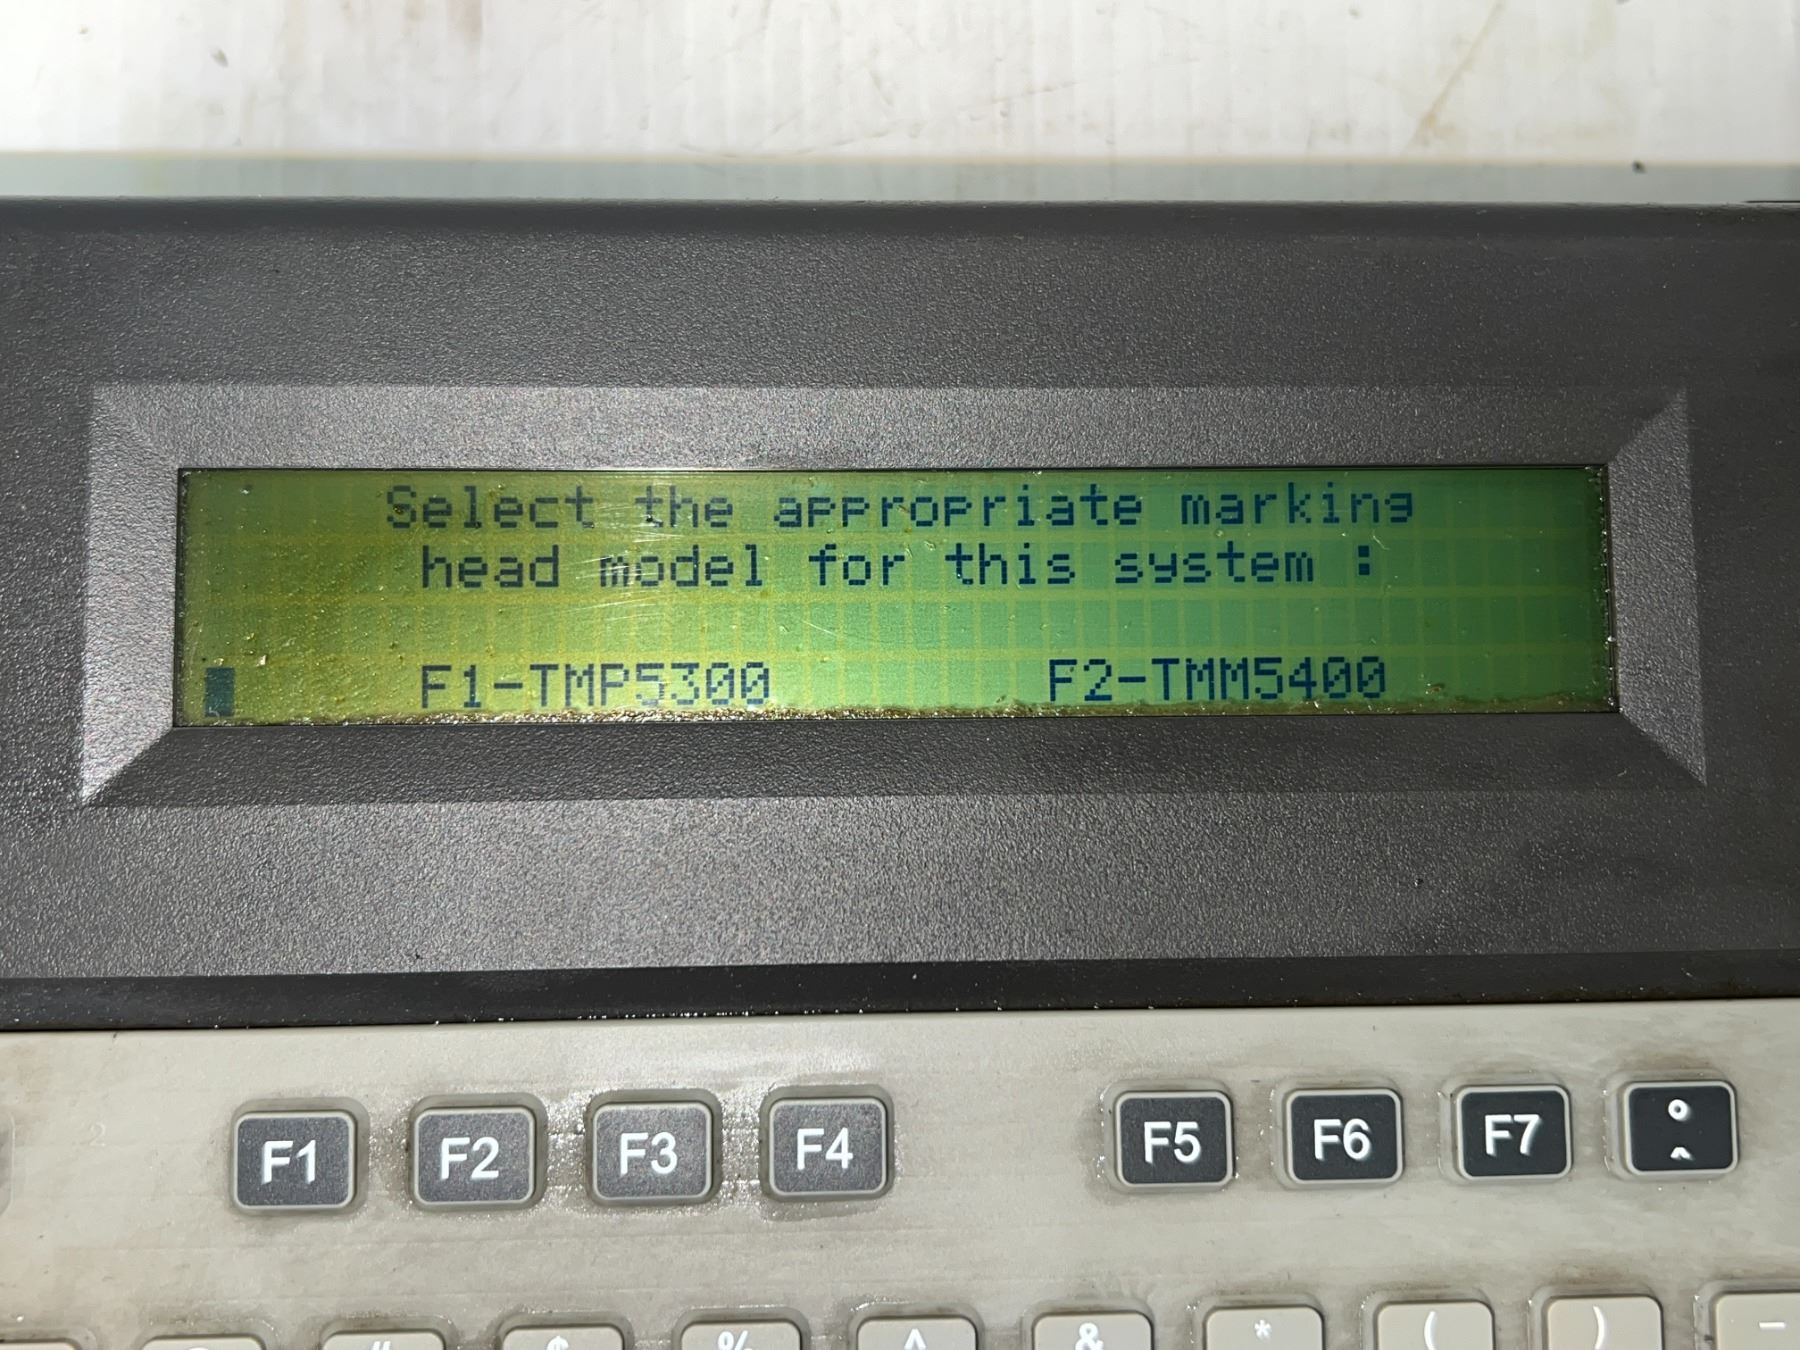 Select the appropriate marking
head model for this system :
F1-TMP5300 F2-TMM5400
F1 F2 F3 F4 F5 F6 F7
# $ % ^ & * ( ) -